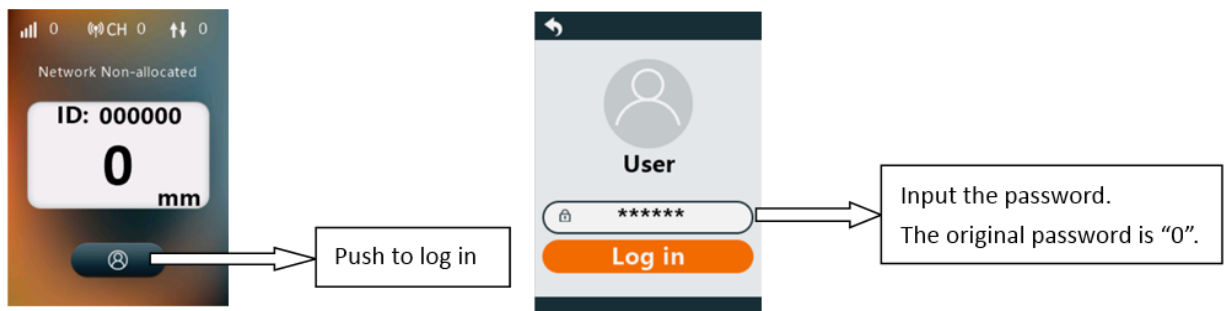 0 CH 0 0
Network Non-allocated
ID: 000000
0
mm
Push to log in
User
******
Log in
Input the password.
The original password is “0”.